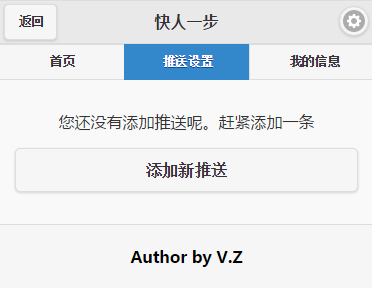 返回
快人一步
首页
推送设置
我的信息
您还没有添加推送呢。赶紧添加一条
添加新推送
Author by V.Z